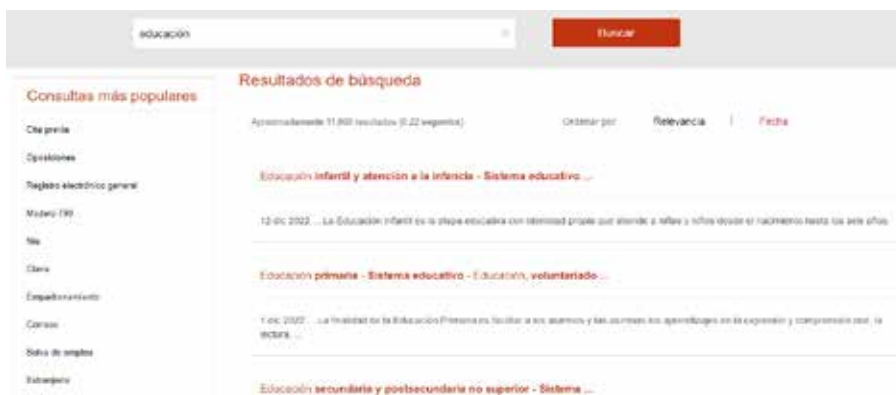 educación
Buscar
Consultas más populares
Cita previa
Oposiciones
Registro electrónico general
Modelo 790
Nie
Clave
Empadronamiento
Correos
Bolsa de empleo
Extranjero
Resultados de búsqueda
Aproximadamente 11,900 resultados (0.22 segundos)
Ordenar por Relevancia | Fecha
Educación infantil y atención a la infancia - Sistema educativo ...
12 dic 2022 ... La Educación Infantil es la etapa educativa con identidad propia que atiende a niñas y niños desde el nacimiento hasta los seis años.
Educación primaria - Sistema educativo - Educación, voluntariado ...
1 dic 2022 ... La finalidad de la Educación Primaria es facilitar a los alumnos y las alumnas los aprendizajes en la expresión y comprensión oral, la
lectura, ...
Educación secundaria y postsecundaria no superior - Sistema ...